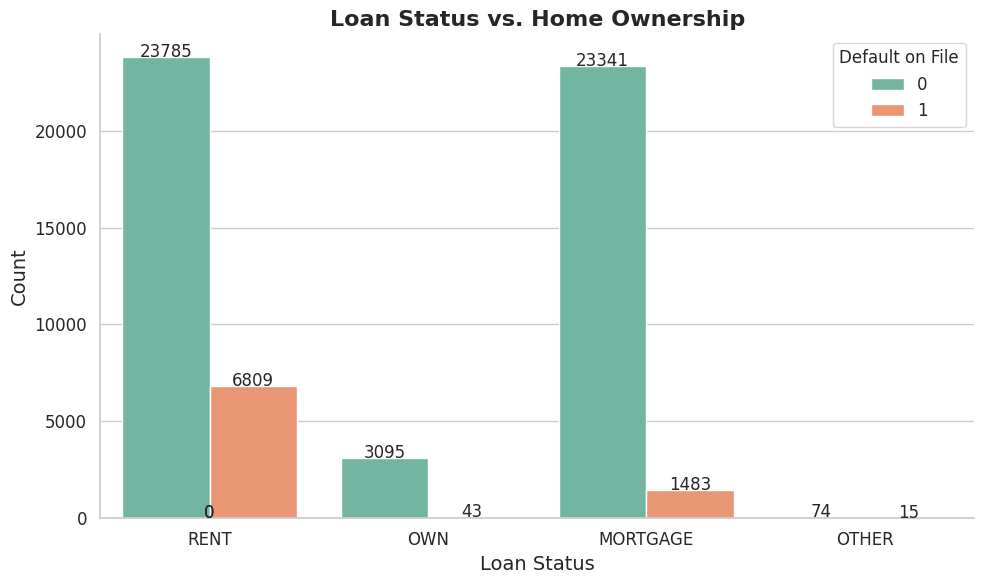 Loan Status vs. Home Ownership
Default on File
0
1
Count
20000
15000
10000
5000
0
23785
6809
0
3095
43
23341
1483
74
15
RENT
OWN
MORTGAGE
OTHER
Loan Status